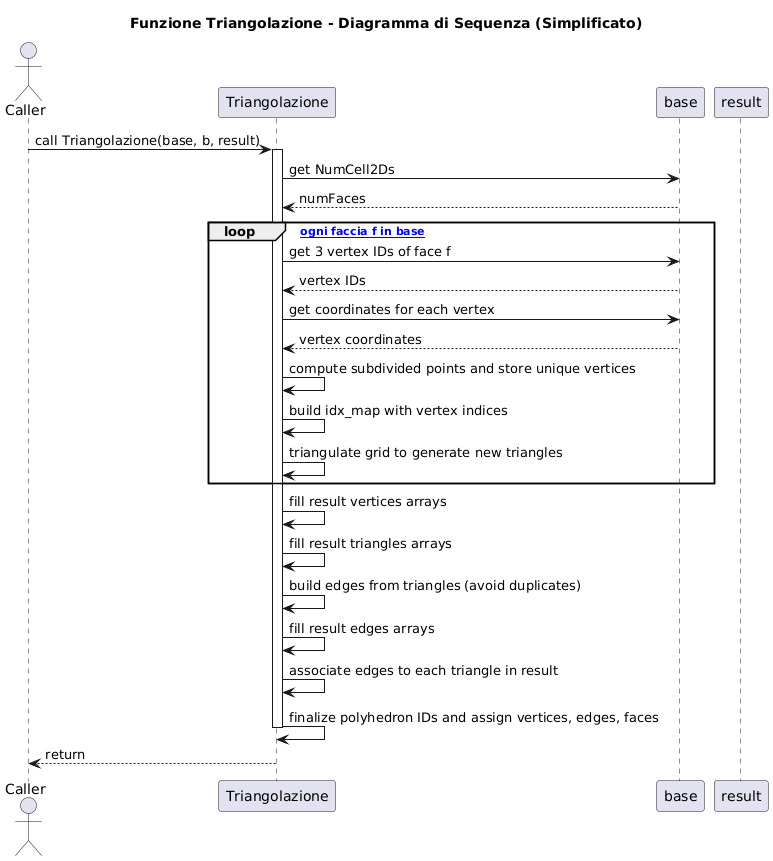 Funzione Triangolazione - Diagramma di Sequenza (Simplificato)
Caller
Triangolazione
base
result
call Triangolazione(base, b, result)
get NumCell2Ds
numFaces
loop
ogni faccia f in base
get 3 vertex IDs of face f
vertex IDs
get coordinates for each vertex
vertex coordinates
compute subdivided points and store unique vertices
build idx_map with vertex indices
triangulate grid to generate new triangles
fill result vertices arrays
fill result triangles arrays
build edges from triangles (avoid duplicates)
fill result edges arrays
associate edges to each triangle in result
finalize polyhedron IDs and assign vertices, edges, faces
return
Caller
Triangolazione
base
result